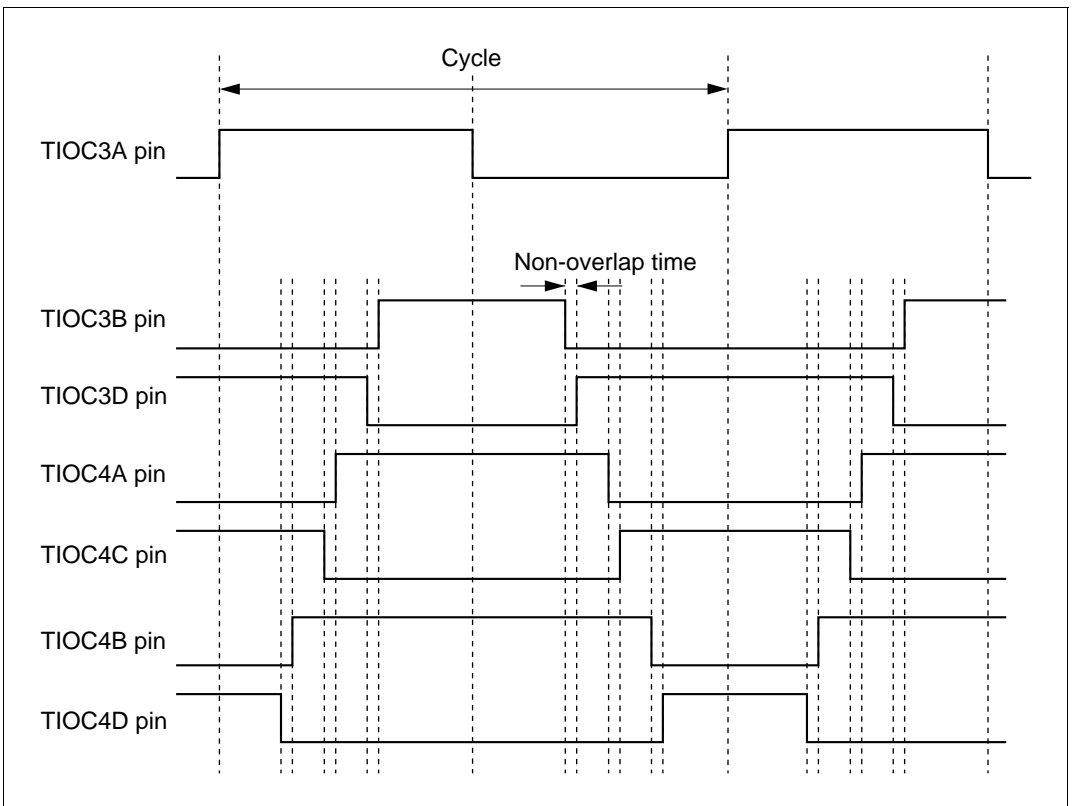 Cycle
TIOC3A pin
Non-overlap time
TIOC3B pin
TIOC3D pin
TIOC4A pin
TIOC4C pin
TIOC4B pin
TIOC4D pin